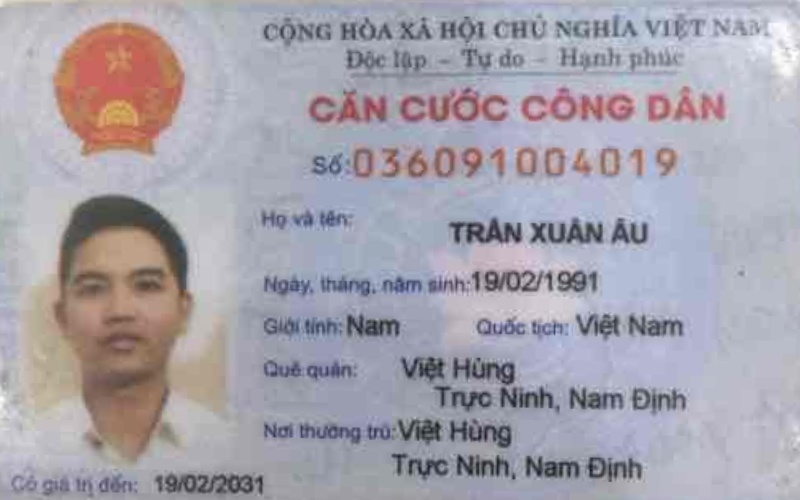 CỘNG HÒA XÃ HỘI CHỦ NGHĨA VIỆT NAM
Độc lập - Tự do - Hạnh phúc
CĂN CƯỚC CÔNG DÂN
Số: 036091004019
Họ và tên:
TRẦN XUÂN ÂU
Ngày, tháng, năm sinh: 19/02/1991
Giới tính: Nam Quốc tịch: Việt Nam
Quê quán: Việt Hùng
Trực Ninh, Nam Định
Nơi thường trú: Việt Hùng
Trực Ninh, Nam Định
Có giá trị đến: 19/02/2031